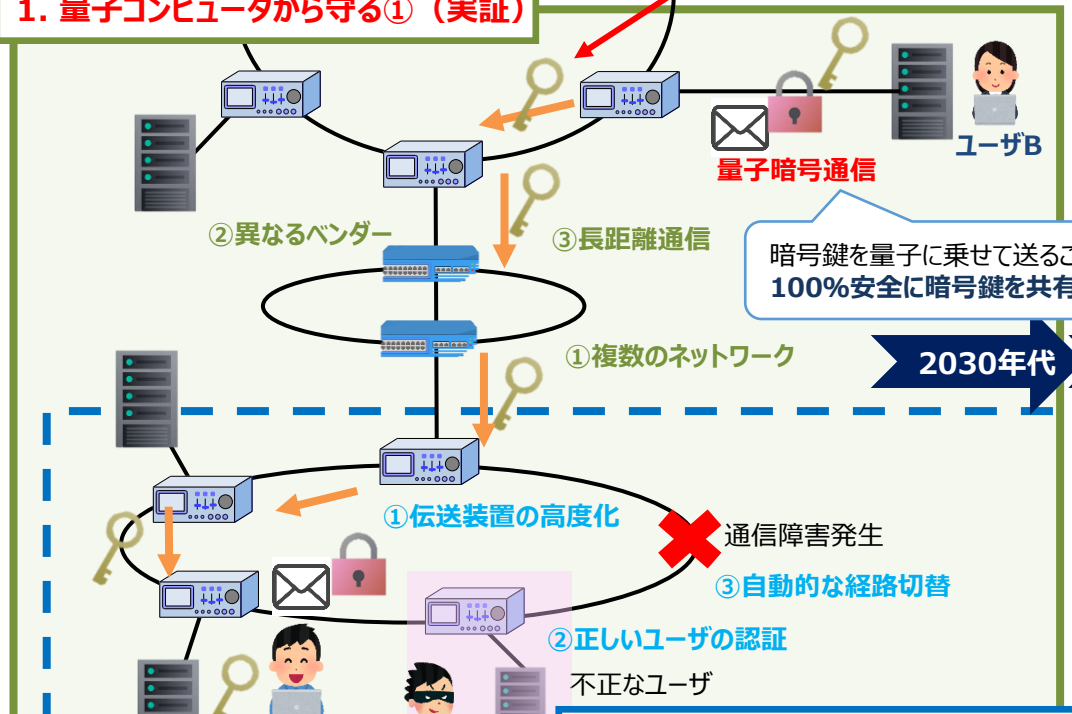 1. 量子コンピュータから守る①（実証）
ユーザB
量子暗号通信
②異なるベンダー
③長距離通信
暗号鍵を量子に乗せて送るこ
100%安全に暗号鍵を共有
①複数のネットワーク
2030年代
①伝送装置の高度化
通信障害発生
③自動的な経路切替
②正しいユーザの認証
不正なユーザ